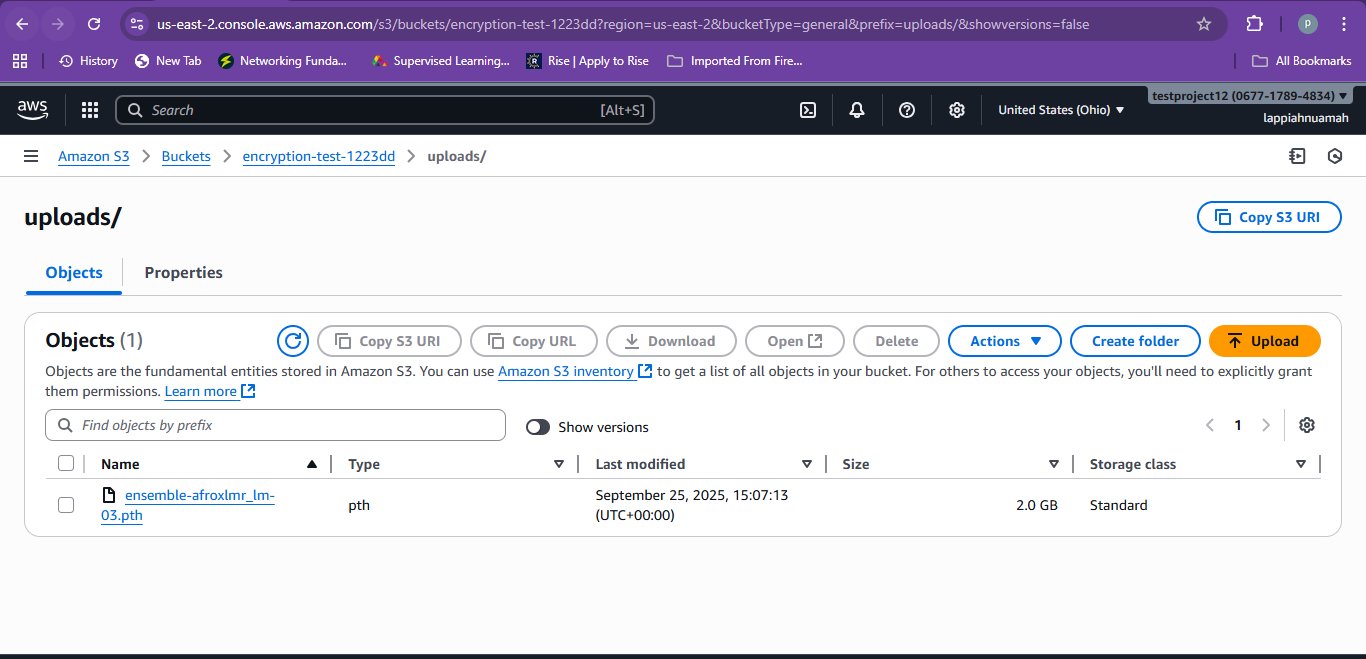 us-east-2.console.aws.amazon.com/s3/buckets/encryption-test-1223dd?region=us-east-2&bucketType=general&prefix=uploads/&showversions=false
p
History
New Tab
Networking Funda...
Supervised Learning...
R
Rise | Apply to Rise
Imported From Fire...
All Bookmarks
aws
Search
[Alt+S]
United States (Ohio)
testproject12 (0677-1789-4834)
lappiahnuamah
Amazon S3
Buckets
encryption-test-1223dd
uploads/
uploads/
Copy S3 URI
Objects
Properties
Objects (1)
Copy S3 URI
Copy URL
Download
Open
Delete
Actions
Create folder
Upload
Objects are the fundamental entities stored in Amazon S3. You can use Amazon S3 inventory to get a list of all objects in your bucket. For others to access your objects, you'll need to explicitly grant
them permissions. Learn more
Find objects by prefix
Show versions
1
Name
Type
Last modified
Size
Storage class
ensemble-afroxlmr_lm-
03.pth
pth
September 25, 2025, 15:07:13
(UTC+00:00)
2.0 GB
Standard